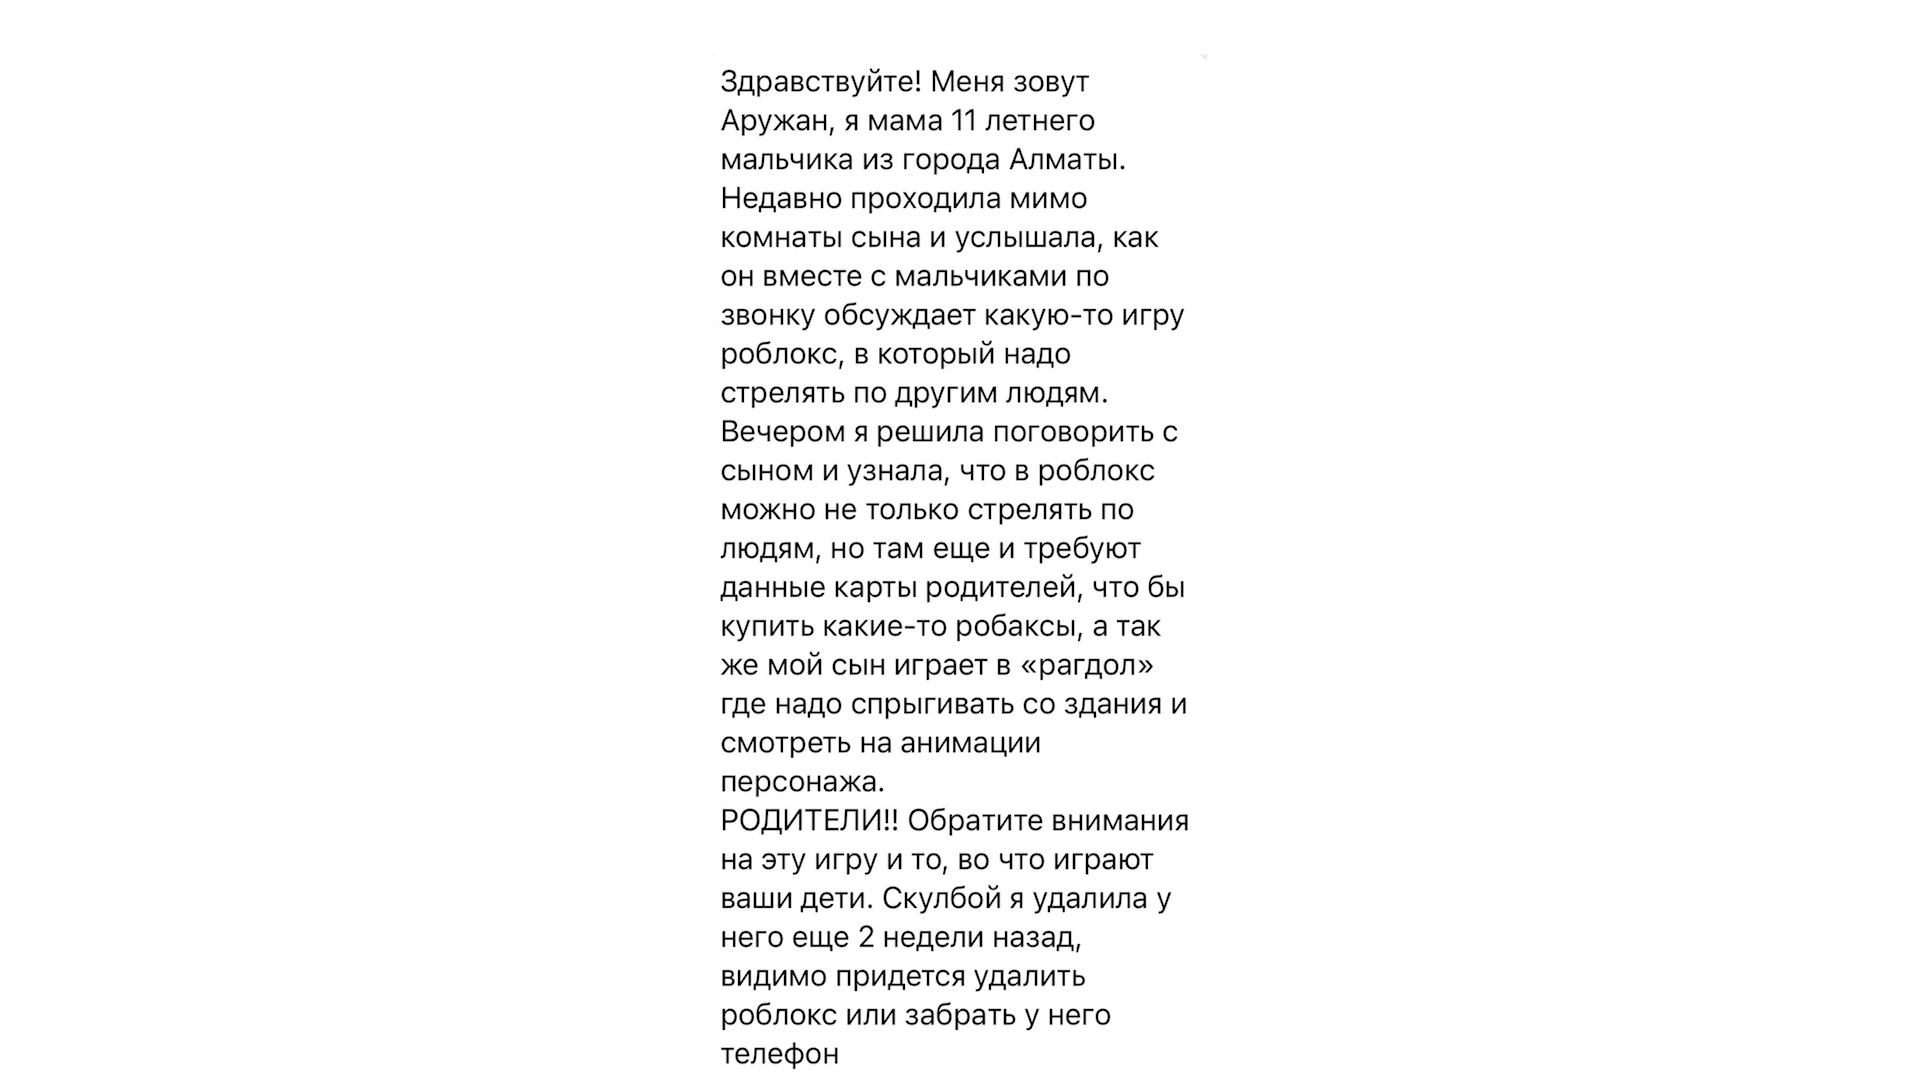 Здравствуйте! Меня зовут
Аружан, я мама 11 летнего
мальчика из города Алматы.
Недавно проходила мимо
комнаты сына и услышала, как
он вместе с мальчиками по
звонку обсуждает какую-то игру
роблокс, в который надо
стрелять по другим людям.
Вечером я решила поговорить с
сыном и узнала, что в роблокс
можно не только стрелять по
людям, но там еще и требуют
данные карты родителей, что бы
купить какие-то робаксы, а так
же мой сын играет в «рагдол»
где надо спрыгивать со здания и
смотреть на анимации
персонажа.
РОДИТЕЛИ!! Обратите внимания
на эту игру и то, во что играют
ваши дети. Скулбой я удалила у
него еще 2 недели назад,
видимо придется удалить
роблокс или забрать у него
телефон